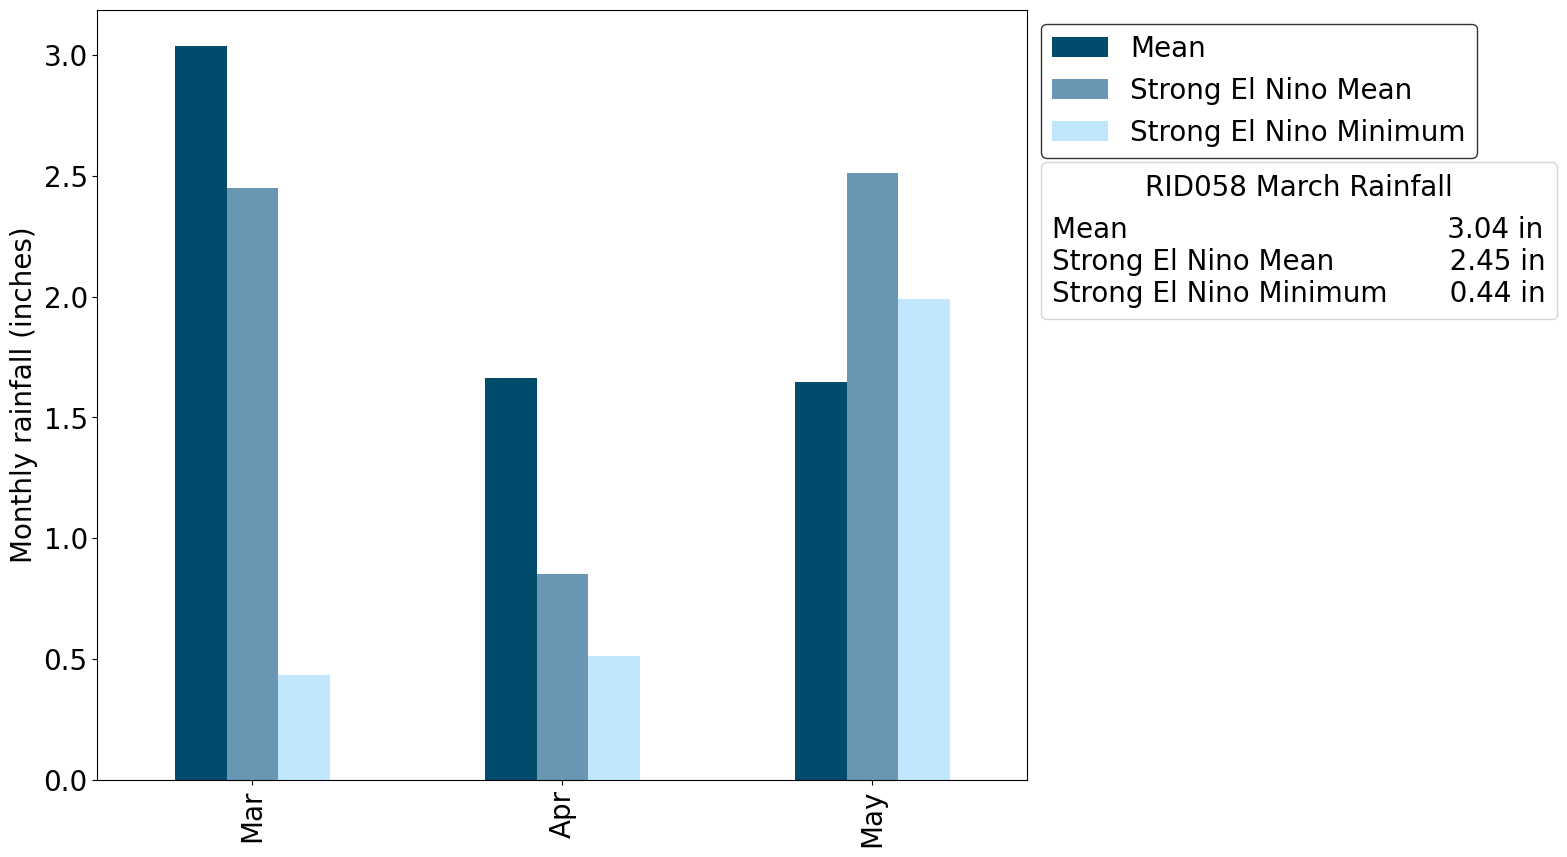 Monthly rainfall (inches)
3.0
2.5
2.0
1.5
1.0
0.5
0.0
Mar
Apr
May
Mean
Strong El Nino Mean
Strong El Nino Minimum
RID058 March Rainfall
Mean 3.04 in
Strong El Nino Mean 2.45 in
Strong El Nino Minimum 0.44 in